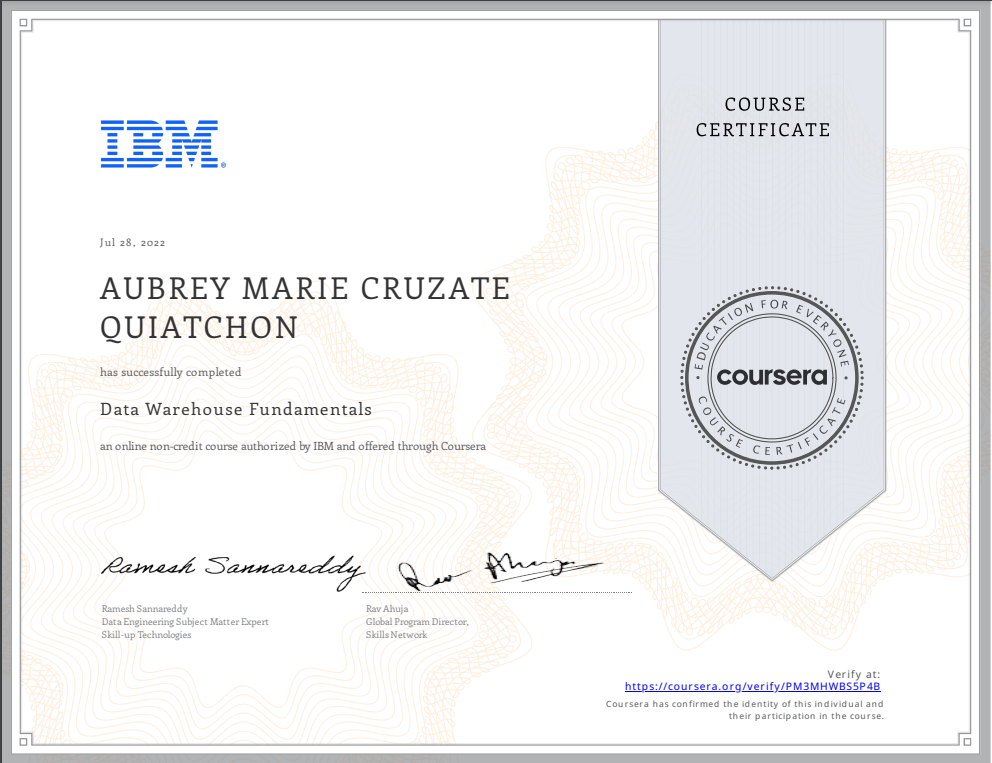 IBM®
Jul 28, 2022
AUBREY MARIE CRUZATE
QUIATCHON
has successfully completed
Data Warehouse Fundamentals
an online non-credit course authorized by IBM and offered through Coursera
Ramesh Sannareddy
Rav Ahuja
Ramesh Sannareddy
Data Engineering Subject Matter Expert
Skill-up Technologies
Rav Ahuja
Global Program Director,
Skills Network
COURSE
CERTIFICATE
EDUCATION FOR EVERYONE
coursera
COURSE CERTIFICATE
Verify at:
https://coursera.org/verify/PM3MHWBS5P4B
Coursera has confirmed the identity of this individual and
their participation in the course.